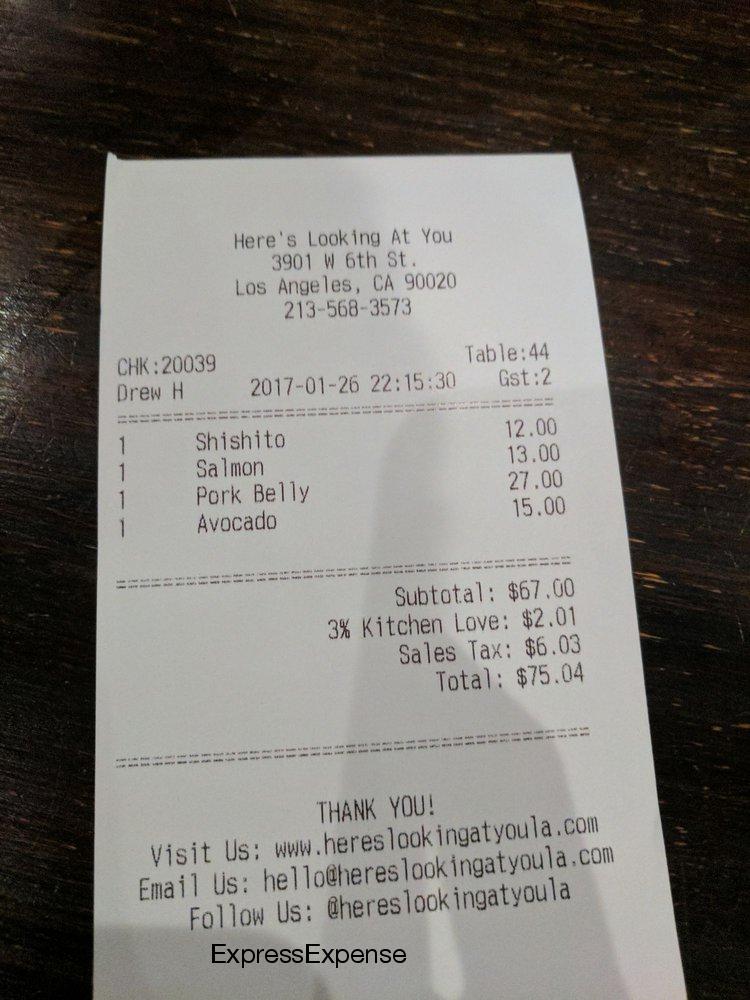 Here's Looking At You
3901 W 6th St.
Los Angeles, CA 90020
213-568-3573
CHK:20039 Table:44
Drew H 2017-01-26 22:15:30 Gst:2
1 Shishito 12.00
1 Salmon 13.00
1 Pork Belly 27.00
1 Avocado 15.00
Subtotal: $67.00
3% Kitchen Love: $2.01
Sales Tax: $6.03
Total: $75.04
THANK YOU!
Visit Us: www.hereslookingatyoula.com
Email Us: hello@hereslookingatyoula.com
Follow Us: @hereslookingatyoula
ExpressExpense